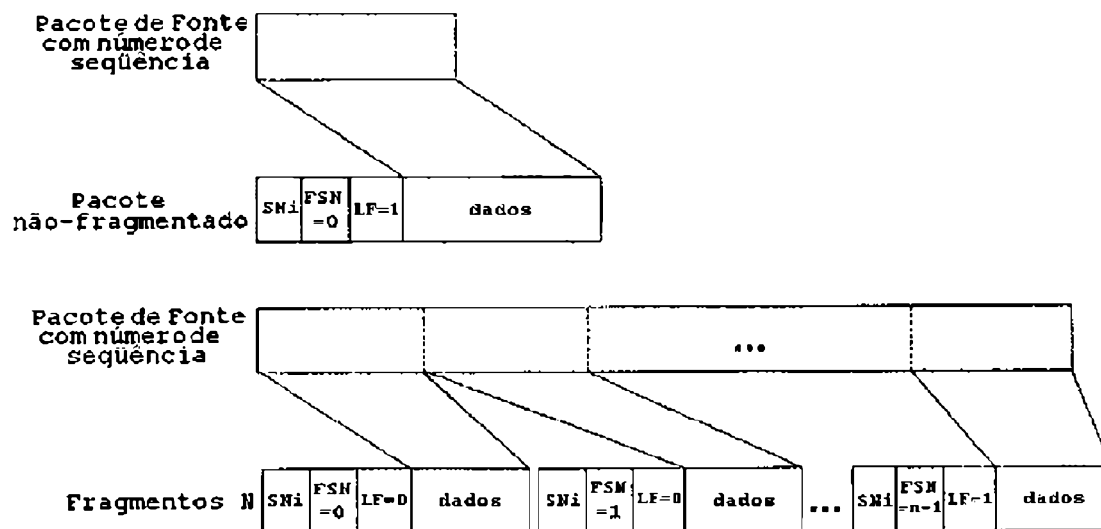 Pacote de Fonte
com número de
seqüência
Pacote
não-fragmentado
SNi FSN =0 LF=1 dados
Pacote de Fonte
com número de
seqüência
...
Fragmentos N SNi FSN =0 LF=0 dados SNi FSN =1 LF=0 dados ... SNi FSN =n-1 LF=1 dados